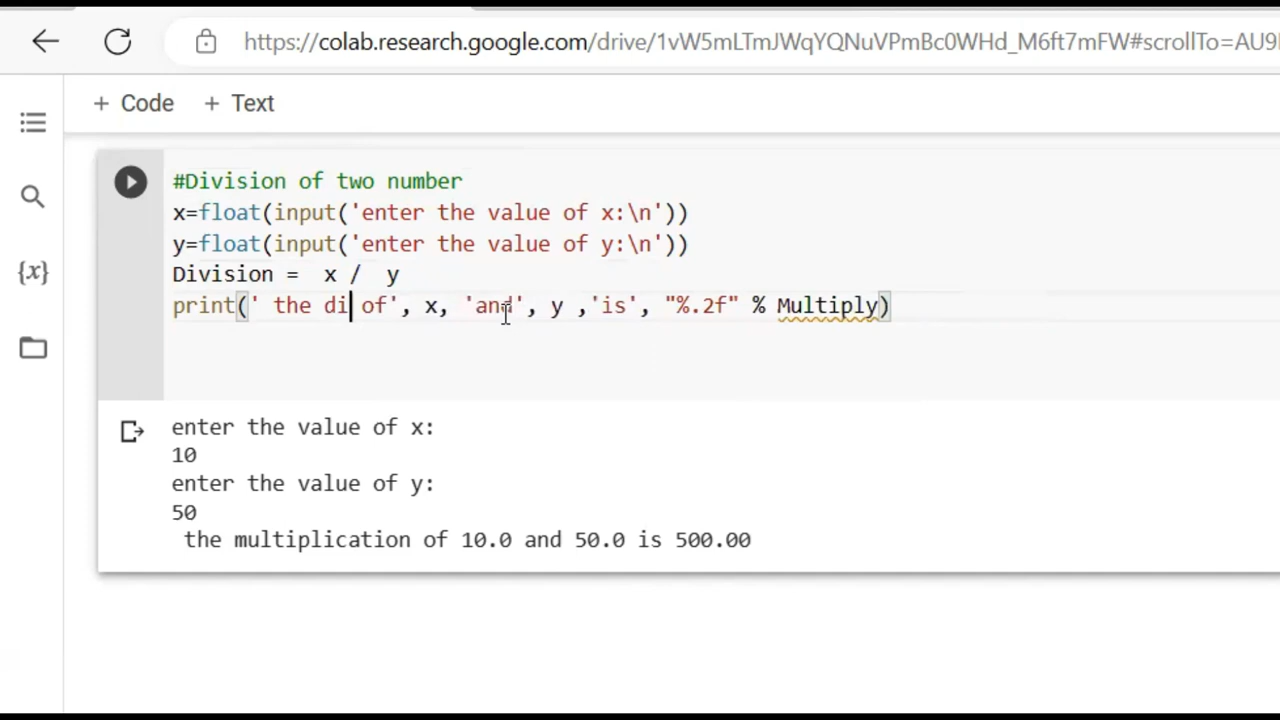 https://colab.research.google.com/drive/1vW5mLTmJWqYQNuVPmBc0WHd_M6ft7mFW#scrollTo=AU9
+ Code + Text
{x}
#Division of two number
x=float(input('enter the value of x:\n'))
y=float(input('enter the value of y:\n'))
Division =  x /  y
print(' the di of', x, 'and', y ,'is', "%.2f" % Multiply)
enter the value of x:
10
enter the value of y:
50
the multiplication of 10.0 and 50.0 is 500.00